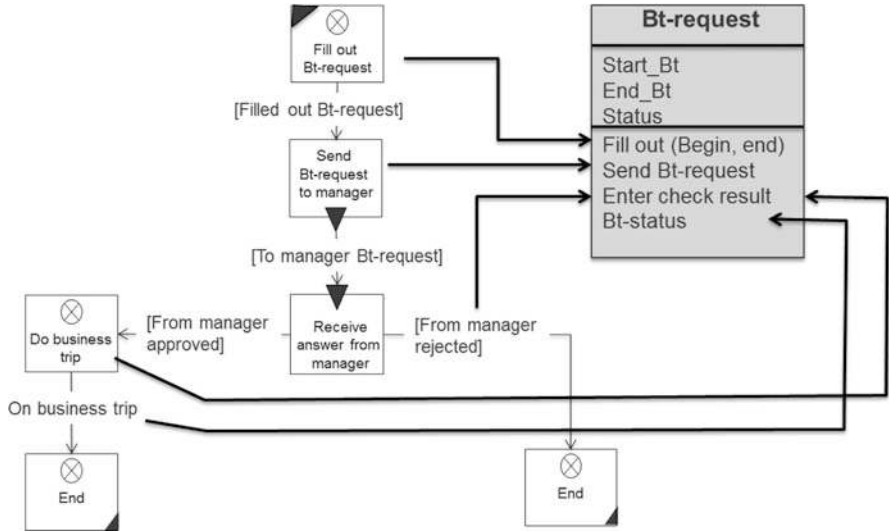 Fill out
Bt-request
[Filled out Bt-request]
Send
Bt-request
to manager
[To manager Bt-request]
Receive
answer from
manager
[From manager
approved]
[From manager
rejected]
Do business
trip
On business trip
End
End
Bt-request
Start_Bt
End_Bt
Status
Fill out (Begin, end)
Send Bt-request
Enter check result
Bt-status